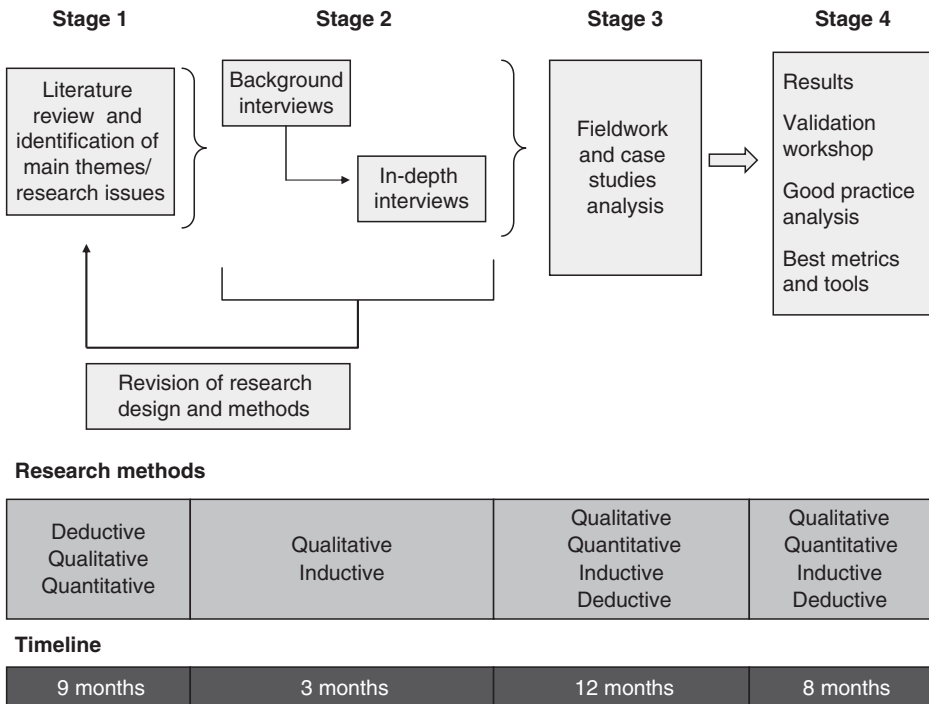 Stage 1
Stage 2
Stage 3
Stage 4
Literature
review and
identification of
main themes/
research issues
Background
interviews
In-depth
interviews
Fieldwork
and case
studies
analysis
Results
Validation
workshop
Good practice
analysis
Best metrics
and tools
Revision of research
design and methods
Research methods
Deductive
Qualitative
Quantitative
Qualitative
Inductive
Qualitative
Quantitative
Inductive
Deductive
Qualitative
Quantitative
Inductive
Deductive
Timeline
9 months
3 months
12 months
8 months